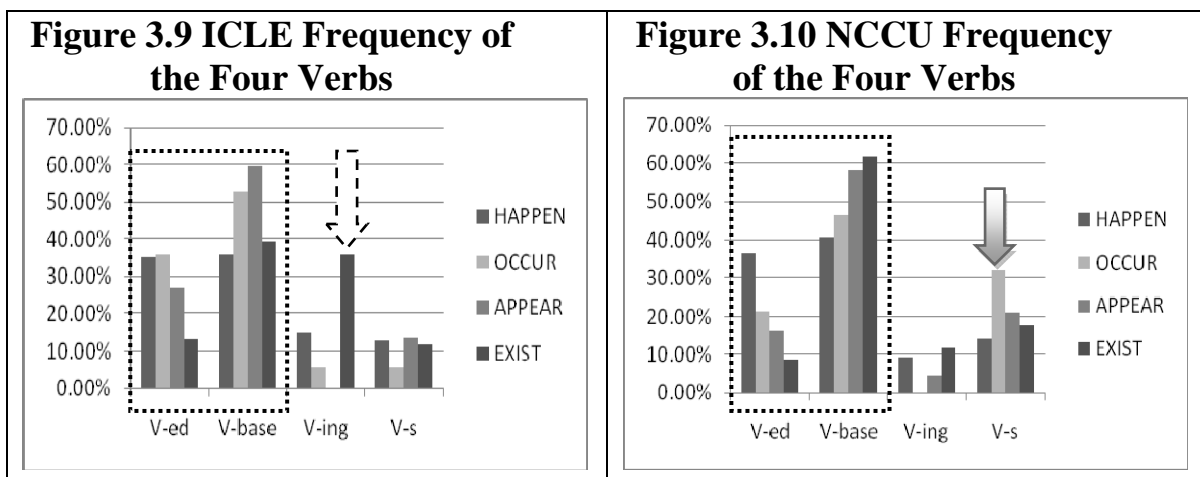 Figure 3.9 ICLE Frequency of
the Four Verbs
70.00%
60.00%
50.00%
40.00%
30.00%
20.00%
10.00%
0.00%
V-ed V-base V-ing V-s
HAPPEN
OCCUR
APPEAR
EXIST
Figure 3.10 NCCU Frequency
of the Four Verbs
70.00%
60.00%
50.00%
40.00%
30.00%
20.00%
10.00%
0.00%
V-ed V-base V-ing V-s
HAPPEN
OCCUR
APPEAR
EXIST